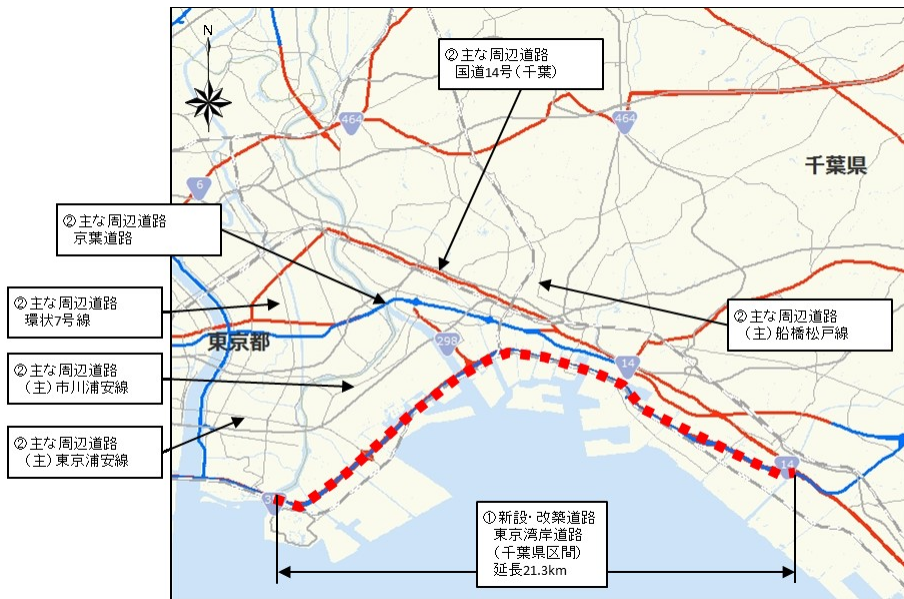 N
②主な周辺道路
国道14号(千葉)
464
464
千葉県
6
②主な周辺道路
京葉道路
②主な周辺道路
環状7号線
②主な周辺道路
(主)船橋松戸線
東京都
298
②主な周辺道路
(主)市川浦安線
14
②主な周辺道路
(主)東京浦安線
14
①新設・改築道路
東京湾岸道路
(千葉県区間)
延長21.3km